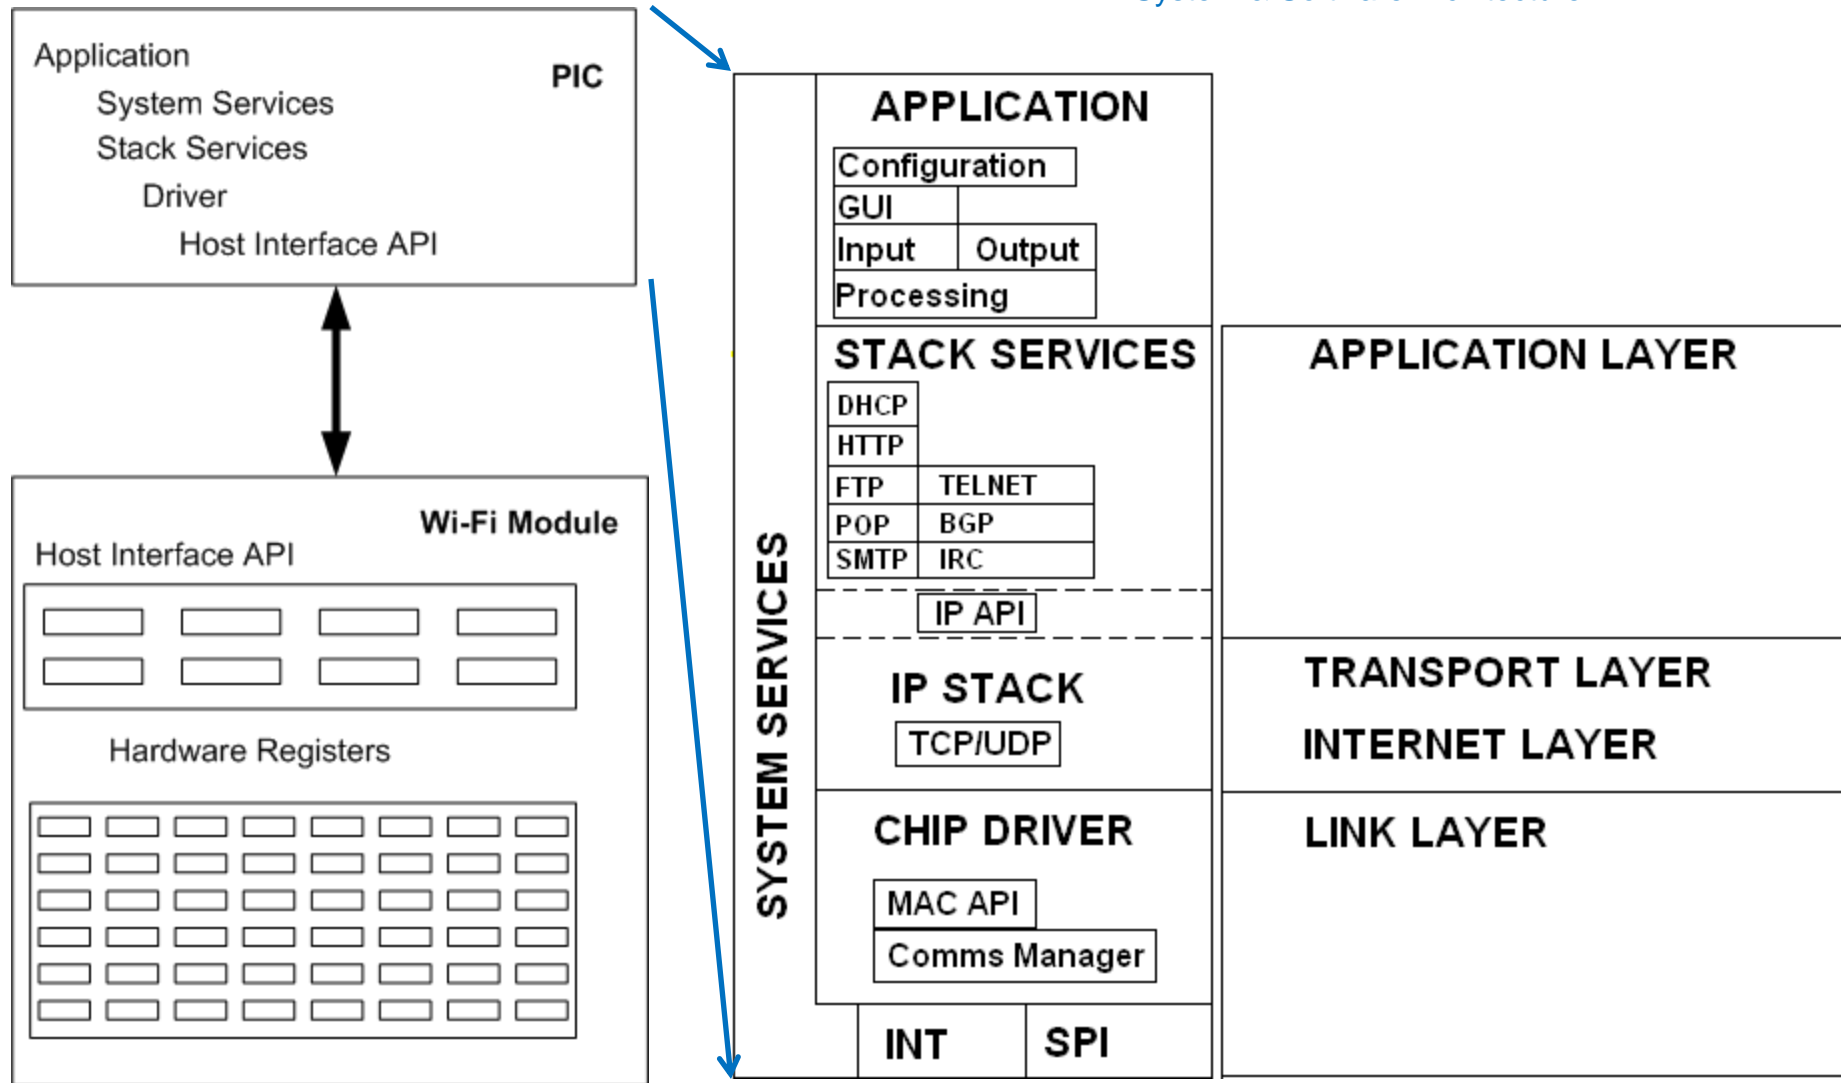 Application
PIC
System Services
Stack Services
Driver
Host Interface API
Wi-Fi Module
Host Interface API
Hardware Registers
SYSTEM SERVICES
APPLICATION
Configuration
GUI
Input Output
Processing
STACK SERVICES
DHCP
HTTP
FTP TELNET
POP BGP
SMTP IRC
IP API
IP STACK
TCP/UDP
CHIP DRIVER
MAC API
Comms Manager
INT SPI
APPLICATION LAYER
TRANSPORT LAYER
INTERNET LAYER
LINK LAYER